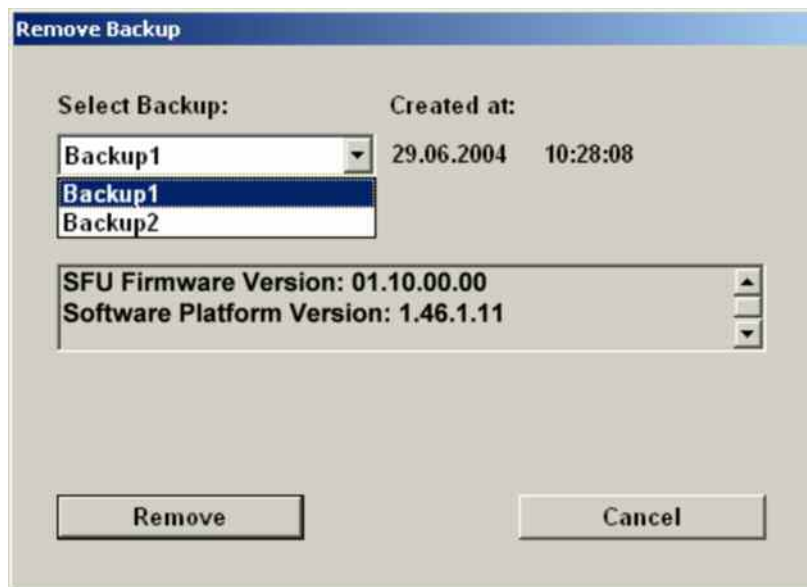 Remove Backup
Select Backup: Created at:
Backup1 29.06.2004 10:28:08
Backup1
Backup2
SFU Firmware Version: 01.10.00.00
Software Platform Version: 1.46.1.11
Remove Cancel